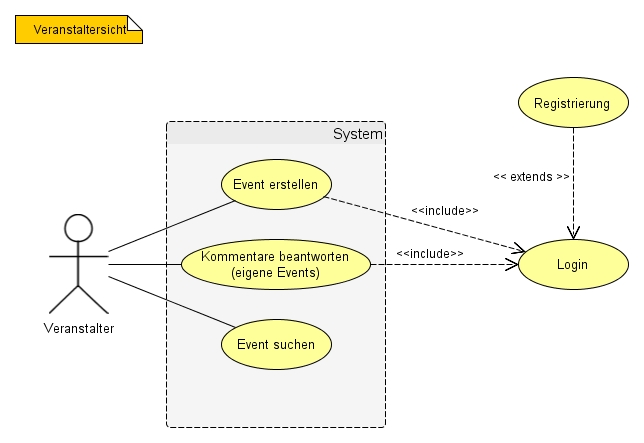 Veranstaltersicht
Registrierung
System
<< extends >>
Event erstellen
<<include>>
Kommentare beantworten
(eigene Events)
<<include>>
Login
Veranstalter
Event suchen